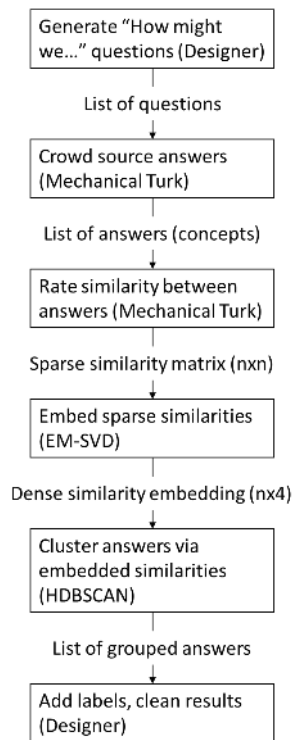 Generate “How might
we…” questions (Designer)
List of questions
Crowd source answers
(Mechanical Turk)
List of answers (concepts)
Rate similarity between
answers (Mechanical Turk)
Sparse similarity matrix (nxn)
Embed sparse similarities
(EM-SVD)
Dense similarity embedding (nx4)
Cluster answers via
embedded similarities
(HDBSCAN)
List of grouped answers
Add labels, clean results
(Designer)